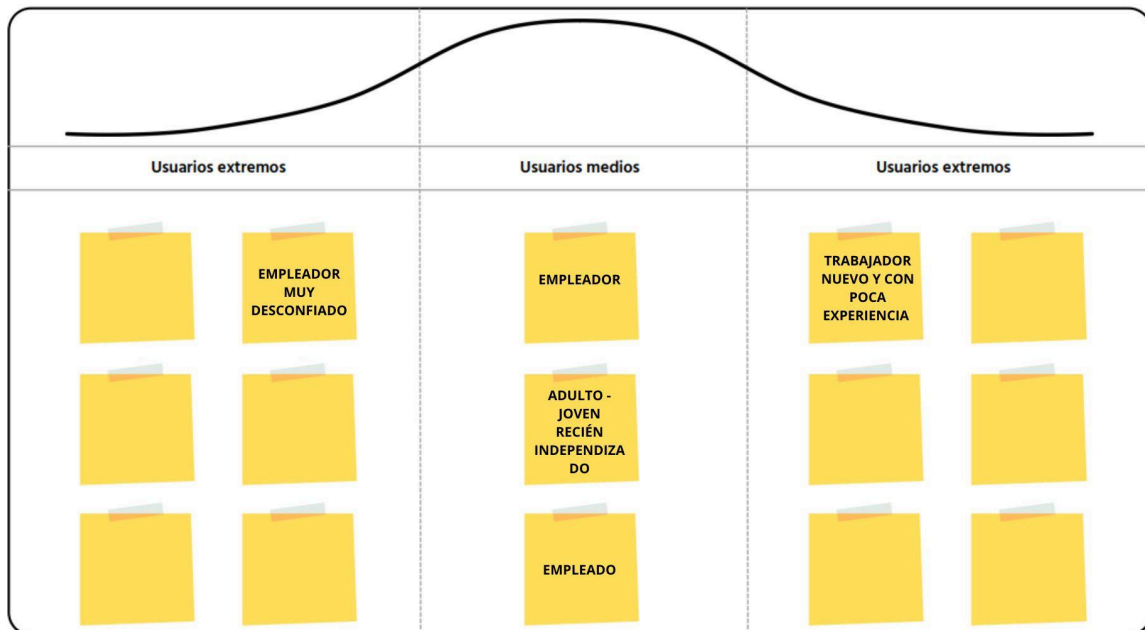 Usuarios extremos
Usuarios medios
Usuarios extremos
EMPLEADOR
MUY
DESCONFIADO
EMPLEADOR
TRABAJADOR
NUEVO Y CON
POCA
EXPERIENCIA
ADULTO -
JOVEN
RECIÉN
INDEPENDIZA
DO
EMPLEADO